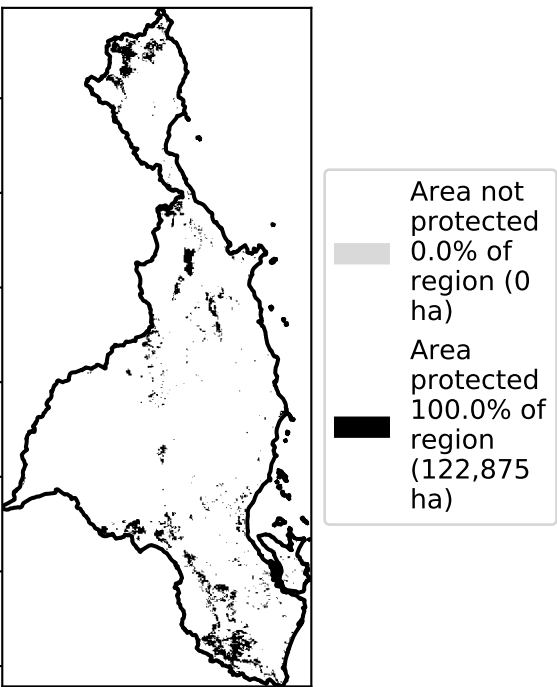 Area not
protected
0.0% of
region (0
ha)
Area
protected
100.0% of
region
(122,875
ha)